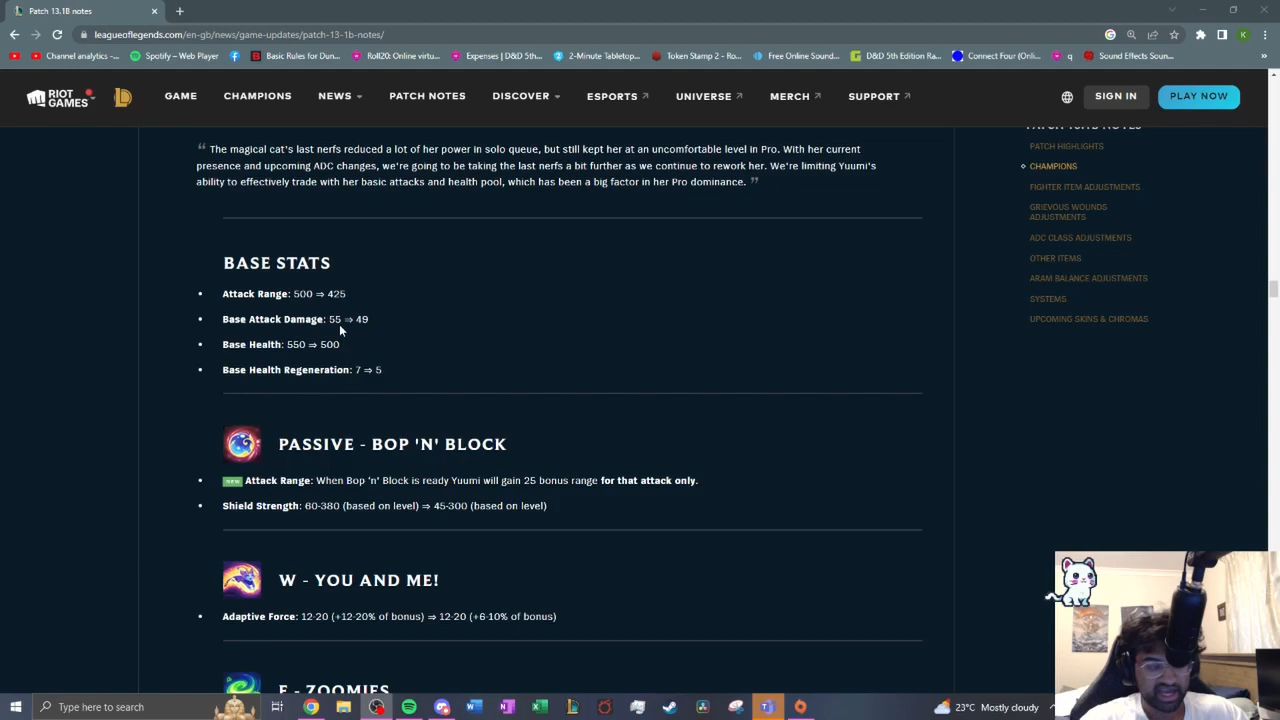 Patch 13.1B notes
leagueoflegends.com/en-gb/news/game-updates/patch-13-1b-notes/
K
Channel analytics -...
Spotify – Web Player
Basic Rules for Dun...
Roll20: Online virtu...
Expenses | D&D 5th...
2-Minute Tabletop...
Token Stamp 2 -...
Free Online Sound...
D&D 5th Edition Ra...
Connect Four (Onli...
q
Sound Effects Soun...
»
RIOT GAMES
GAME
CHAMPIONS
NEWS
PATCH NOTES
DISCOVER
ESPORTS
UNIVERSE
MERCH
SUPPORT
SIGN IN
PLAY NOW
PATCH HIGHLIGHTS
CHAMPIONS
FIGHTER ITEM ADJUSTMENTS
GRIEVOUS WOUNDS
ADJUSTMENTS
ADC CLASS ADJUSTMENTS
OTHER ITEMS
ARAM BALANCE ADJUSTMENTS
SYSTEMS
UPCOMING SKINS & CHROMAS
" The magical cat's last nerfs reduced a lot of her power in solo queue, but still kept her at an uncomfortable level in Pro. With her current
presence and upcoming ADC changes, we're going to be taking the last nerfs a bit further as we continue to rework her. We're limiting Yuumi's
ability to effectively trade with her basic attacks and health pool, which has been a big factor in her Pro dominance. "
BASE STATS
• Attack Range: 500 ⇒ 425
• Base Attack Damage: 55 ⇒ 49
• Base Health: 550 ⇒ 500
• Base Health Regeneration: 7 ⇒ 5
PASSIVE - BOP 'N' BLOCK
• NEW Attack Range: When Bop 'n' Block is ready Yuumi will gain 25 bonus range for that attack only.
• Shield Strength: 60-380 (based on level) ⇒ 45-300 (based on level)
W - YOU AND ME!
• Adaptive Force: 12-20 (+12-20% of bonus) ⇒ 12-20 (+6-10% of bonus)
E - ZOOMIES
Type here to search
23°C Mostly cloudy